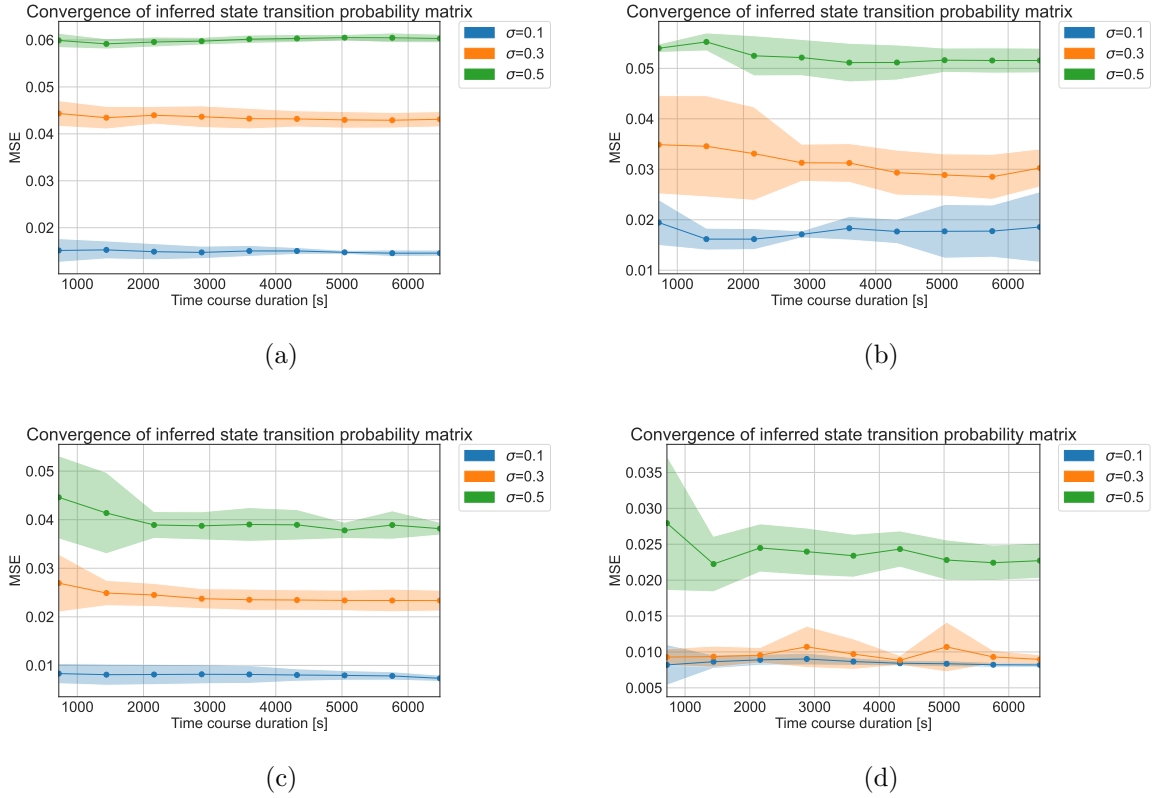 Convergence of inferred state transition probability matrix
0.06
0.05
0.04
0.03
0.02
MSE
1000 2000 3000 4000 5000 6000
Time course duration [s]
σ=0.1
σ=0.3
σ=0.5
(a)
Convergence of inferred state transition probability matrix
0.05
0.04
0.03
0.02
0.01
MSE
1000 2000 3000 4000 5000 6000
Time course duration [s]
σ=0.1
σ=0.3
σ=0.5
(b)
Convergence of inferred state transition probability matrix
0.05
0.04
0.03
0.02
0.01
MSE
1000 2000 3000 4000 5000 6000
Time course duration [s]
σ=0.1
σ=0.3
σ=0.5
(c)
Convergence of inferred state transition probability matrix
0.035
0.030
0.025
0.020
0.015
0.010
0.005
MSE
1000 2000 3000 4000 5000 6000
Time course duration [s]
σ=0.1
σ=0.3
σ=0.5
(d)